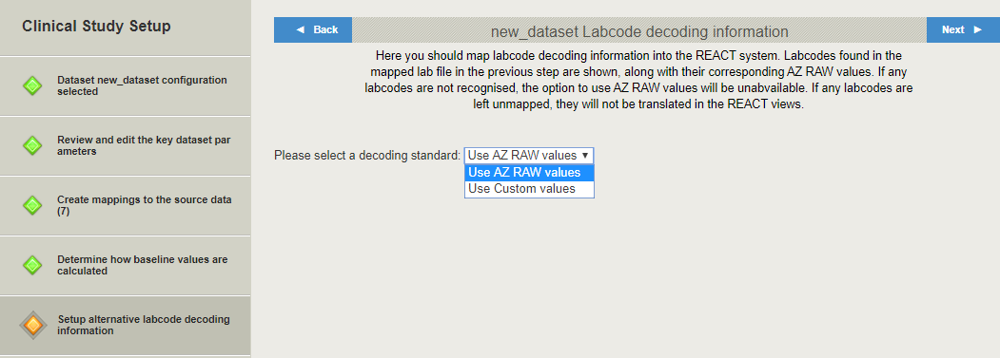 Clinical Study Setup
Dataset new_dataset configuration
selected
Review and edit the key dataset par
ameters
Create mappings to the source data
(7)
Determine how baseline values are
calculated
Setup alternative labcode decoding
information
◄ Back
new_dataset Labcode decoding information
Next ►
Here you should map labcode decoding information into the REACT system. Labcodes found in the
mapped lab file in the previous step are shown, along with their corresponding AZ RAW values. If any
labcodes are not recognised, the option to use AZ RAW values will be unabvailable. If any labcodes are
left unmapped, they will not be translated in the REACT views.
Please select a decoding standard: Use AZ RAW values ▼
Use AZ RAW values
Use Custom values